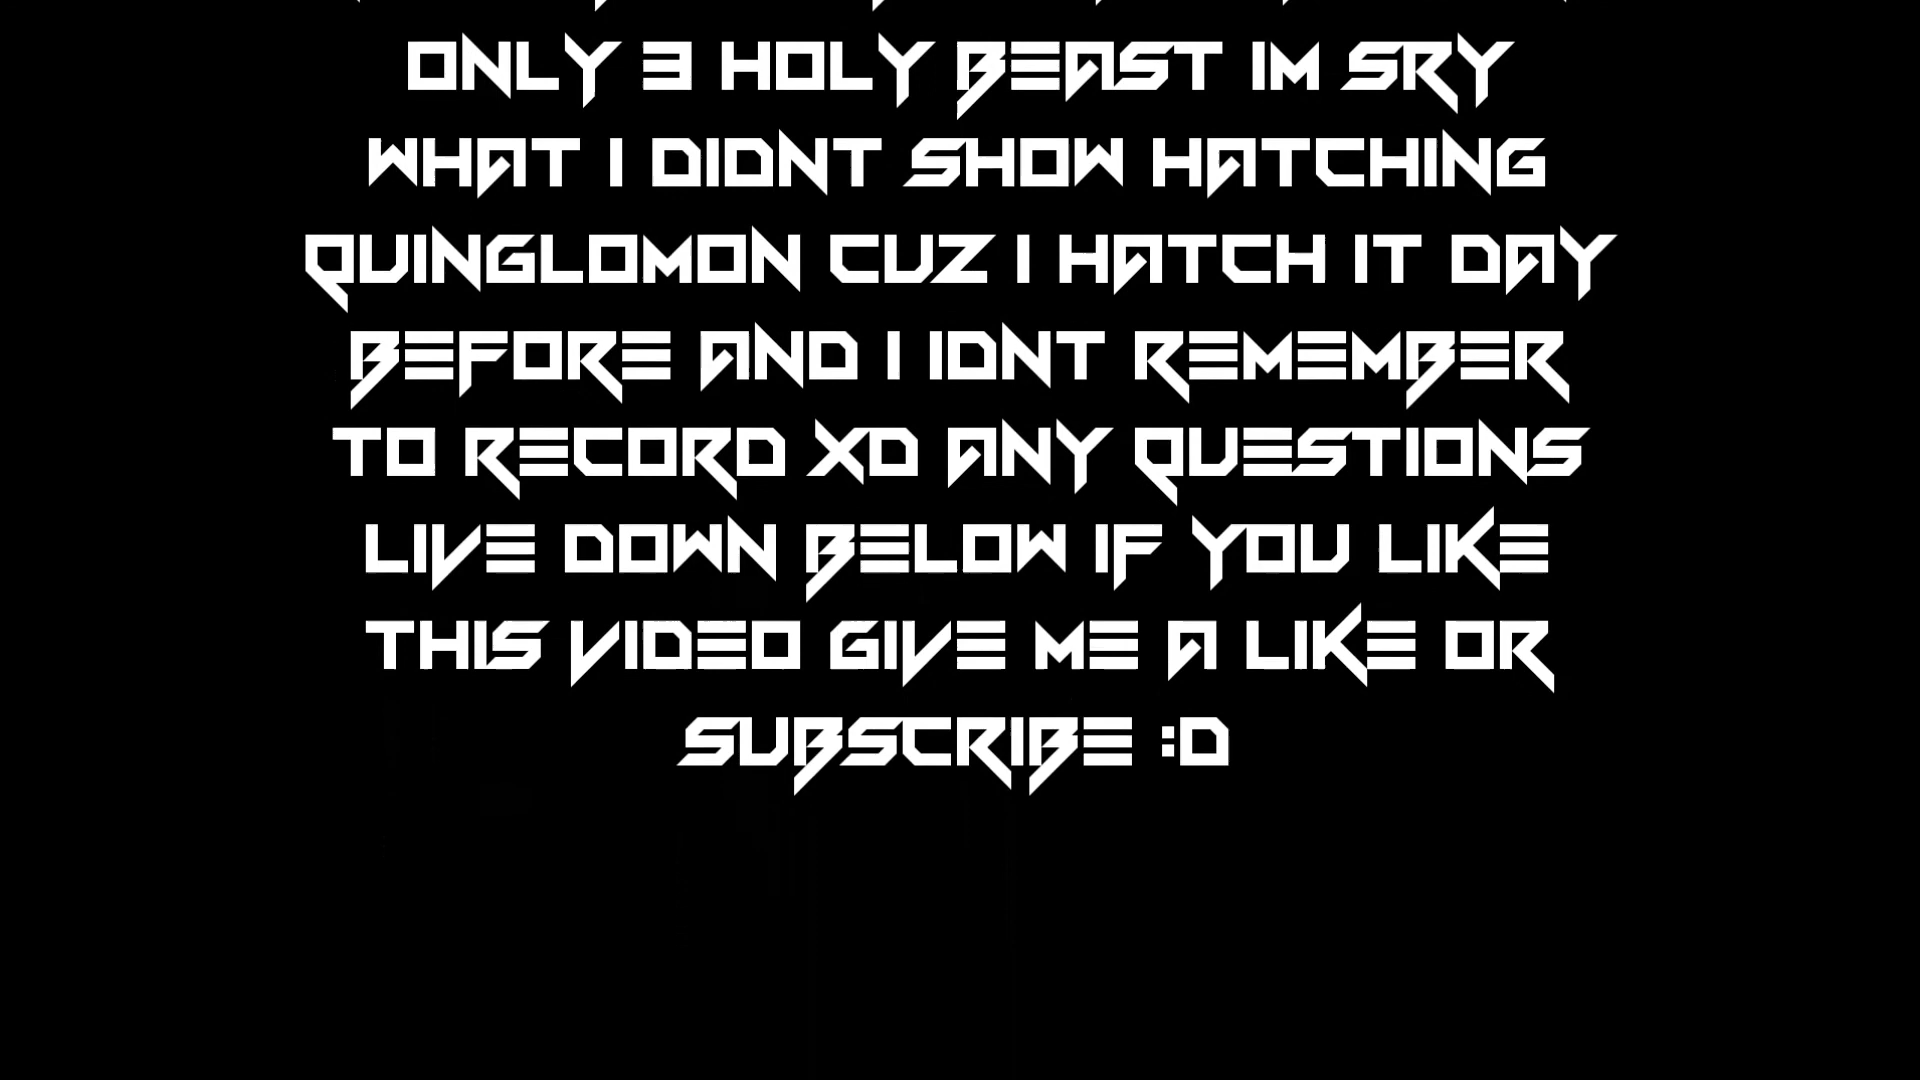 ONLY 3 HOLY BEAST IM SRY
WHAT I DIDNT SHOW HATCHING
QUINGLOMON CUZ I HATCH IT DAY
BEFORE AND I IDNT REMEMBER
TO RECORD XD ANY QUESTIONS
LIVE DOWN BELOW IF YOU LIKE
THIS VIDEO GIVE ME A LIKE OR
SUBSCRIBE :D